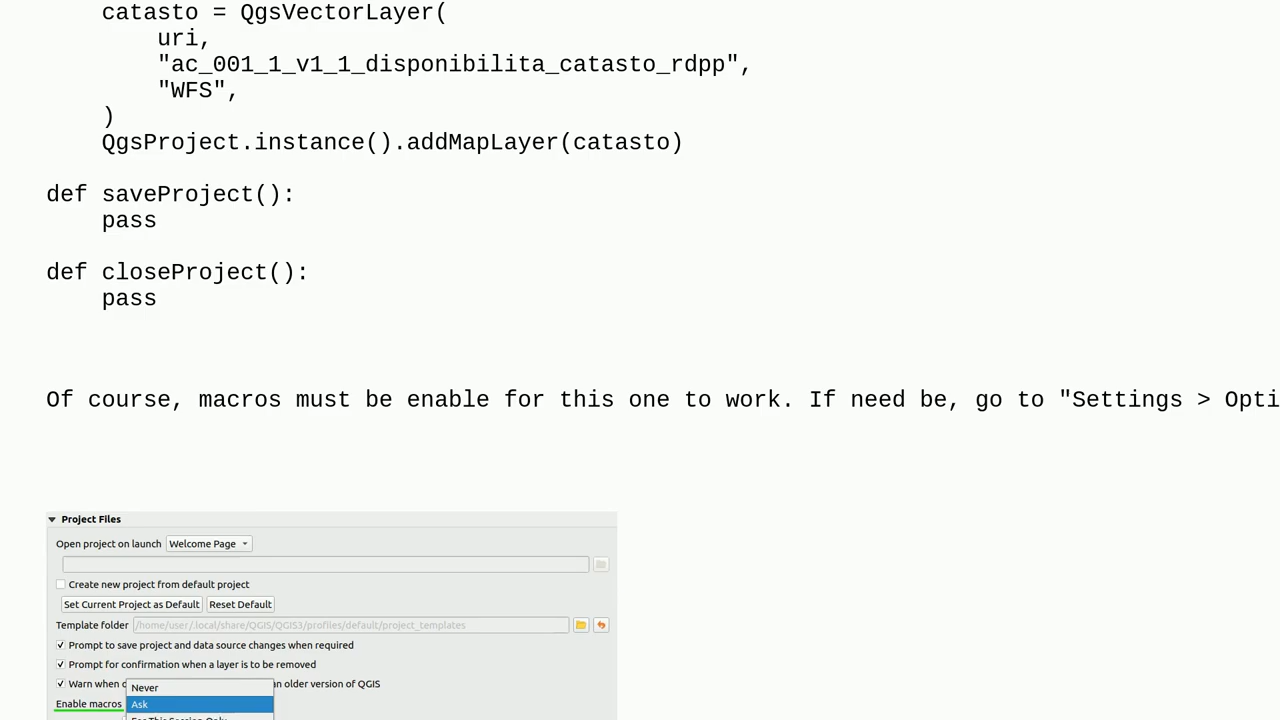 catasto = QgsVectorLayer(
uri,
"ac_001_1_v1_1_disponibilita_catasto_rdpp",
"WFS",
)
QgsProject.instance().addMapLayer(catasto)
def saveProject():
pass
def closeProject():
pass
Of course, macros must be enable for this one to work. If need be, go to "Settings > Opti
Project Files
Open project on launch Welcome Page
Create new project from default project
Set Current Project as Default Reset Default
Template folder /home/user/.local/share/QGIS/QGIS3/profiles/default/project_templates
Prompt to save project and data source changes when required
Prompt for confirmation when a layer is to be removed
Warn when an older version of QGIS
Never
Enable macros Ask
For This Session Only